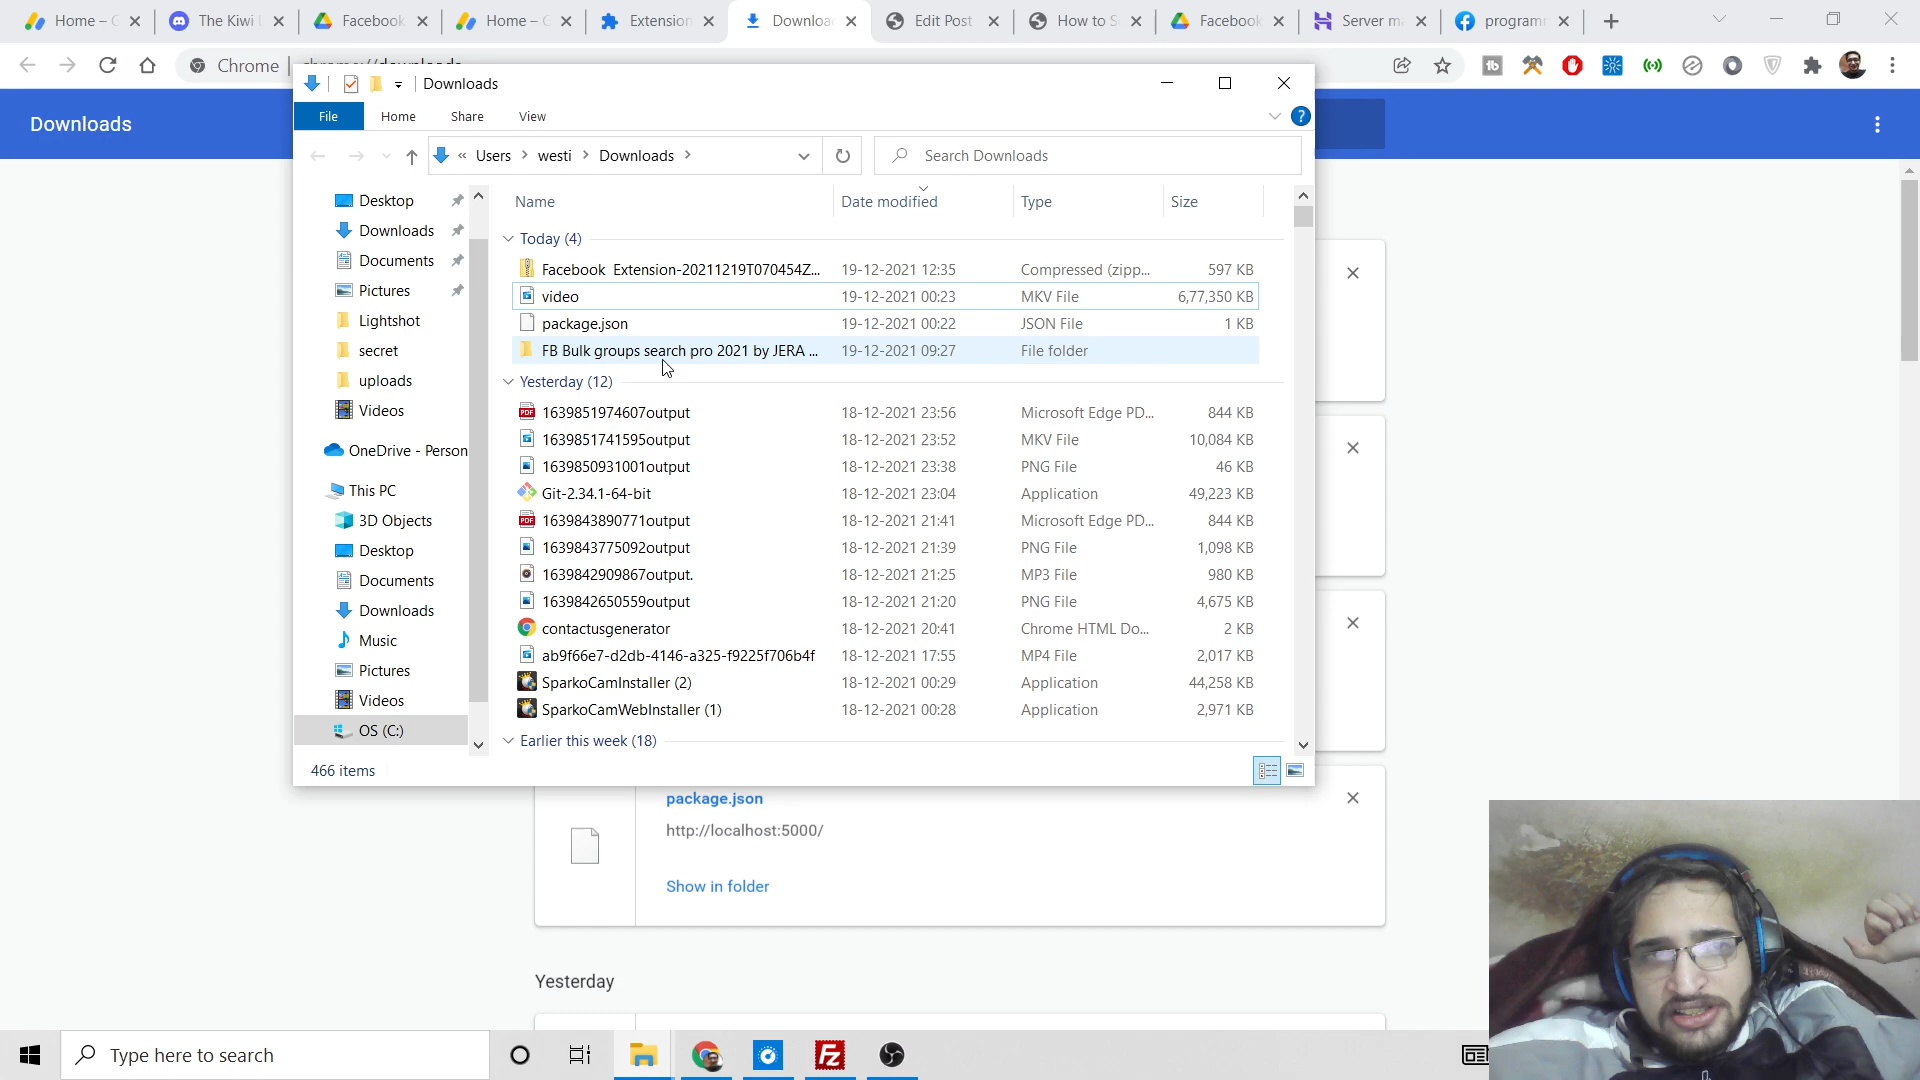 Home – G
The Kiwi
Facebook
Home – G
Extension
Downloa
Edit Post
How to S
Facebook
Server m
program
Chrome
Downloads
Downloads
File
Home
Share
View
« Users > westi > Downloads >
Search Downloads
Name
Date modified
Type
Size
Desktop
Downloads
Documents
Pictures
Lightshot
secret
uploads
Videos
OneDrive - Person
This PC
3D Objects
Desktop
Documents
Downloads
Music
Pictures
Videos
OS (C:)
Today (4)
Facebook Extension-20211219T070454Z... 19-12-2021 12:35 Compressed (zipp... 597 KB
video 19-12-2021 00:23 MKV File 6,77,350 KB
package.json 19-12-2021 00:22 JSON File 1 KB
FB Bulk groups search pro 2021 by JERA ... 19-12-2021 09:27 File folder
Yesterday (12)
1639851974607output 18-12-2021 23:56 Microsoft Edge PD... 844 KB
1639851741595output 18-12-2021 23:52 MKV File 10,084 KB
1639850931001output 18-12-2021 23:38 PNG File 46 KB
Git-2.34.1-64-bit 18-12-2021 23:04 Application 49,223 KB
1639843890771output 18-12-2021 21:41 Microsoft Edge PD... 844 KB
1639843775092output 18-12-2021 21:39 PNG File 1,098 KB
1639842909867output. 18-12-2021 21:25 MP3 File 980 KB
1639842650559output 18-12-2021 21:20 PNG File 4,675 KB
contactusgenerator 18-12-2021 20:41 Chrome HTML Do... 2 KB
ab9f66e7-d2db-4146-a325-f9225f706b4f 18-12-2021 17:55 MP4 File 2,017 KB
SparkoCamInstaller (2) 18-12-2021 00:29 Application 44,258 KB
SparkoCamWebInstaller (1) 18-12-2021 00:28 Application 2,971 KB
Earlier this week (18)
466 items
package.json
http://localhost:5000/
Show in folder
Yesterday
Type here to search